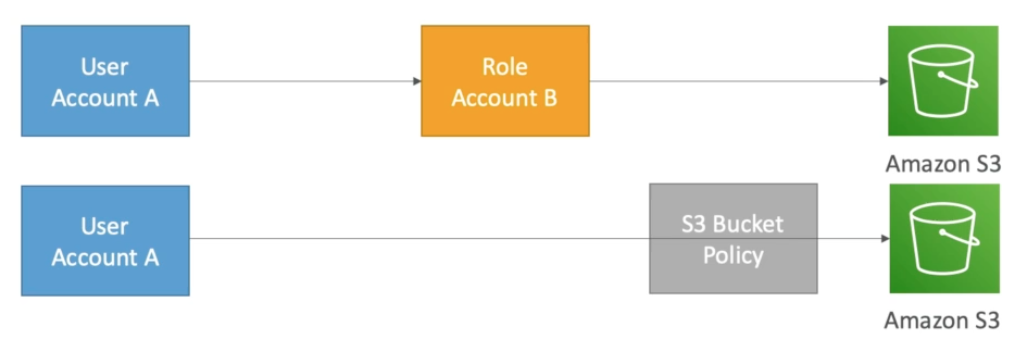 User
Account A
Role
Account B
Amazon S3
User
Account A
S3 Bucket
Policy
Amazon S3